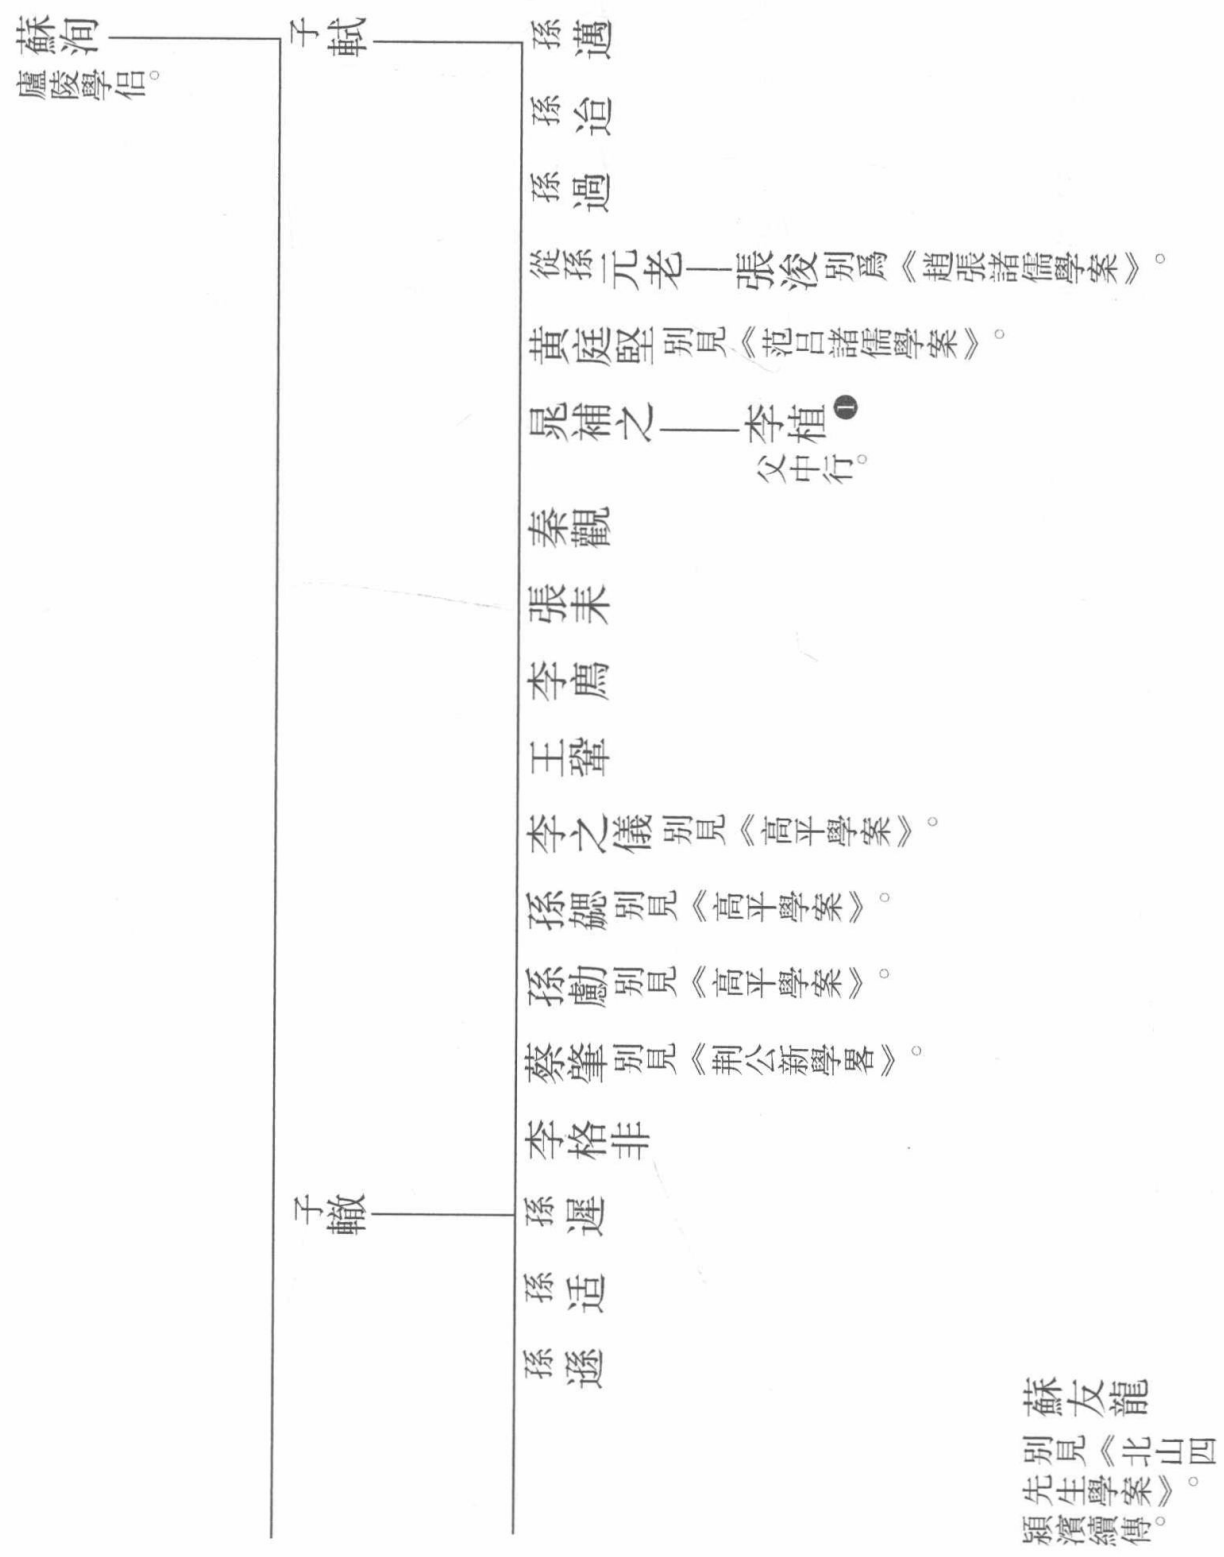 蘇洵
廬陵學侶。
子軾
孫邁
孫迨
孫過
從孫元老——張浚別爲《趙張諸儒學案》。
黃庭堅別見《范呂諸儒學案》。
晁補之——李植❶
父中行。
秦觀
張耒
李廌
王鞏
李之儀別見《高平學案》。
孫勰別見《高平學案》。
孫勴別見《高平學案》。
蔡肇別見《荆公新學畧》。
李格非
子轍
孫遲
孫适
孫遜
蘇友龍
別見《北山四
先生學案》。
潁濱續傳。